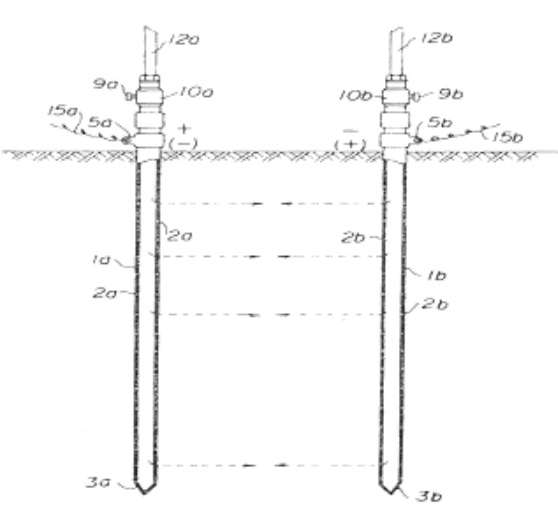 12a 12b
9a 10a 10b 9b
15a 5a + − 5b 15b
(−) (+)
2a 2b
1a 1b
2a 2b
3a 3b